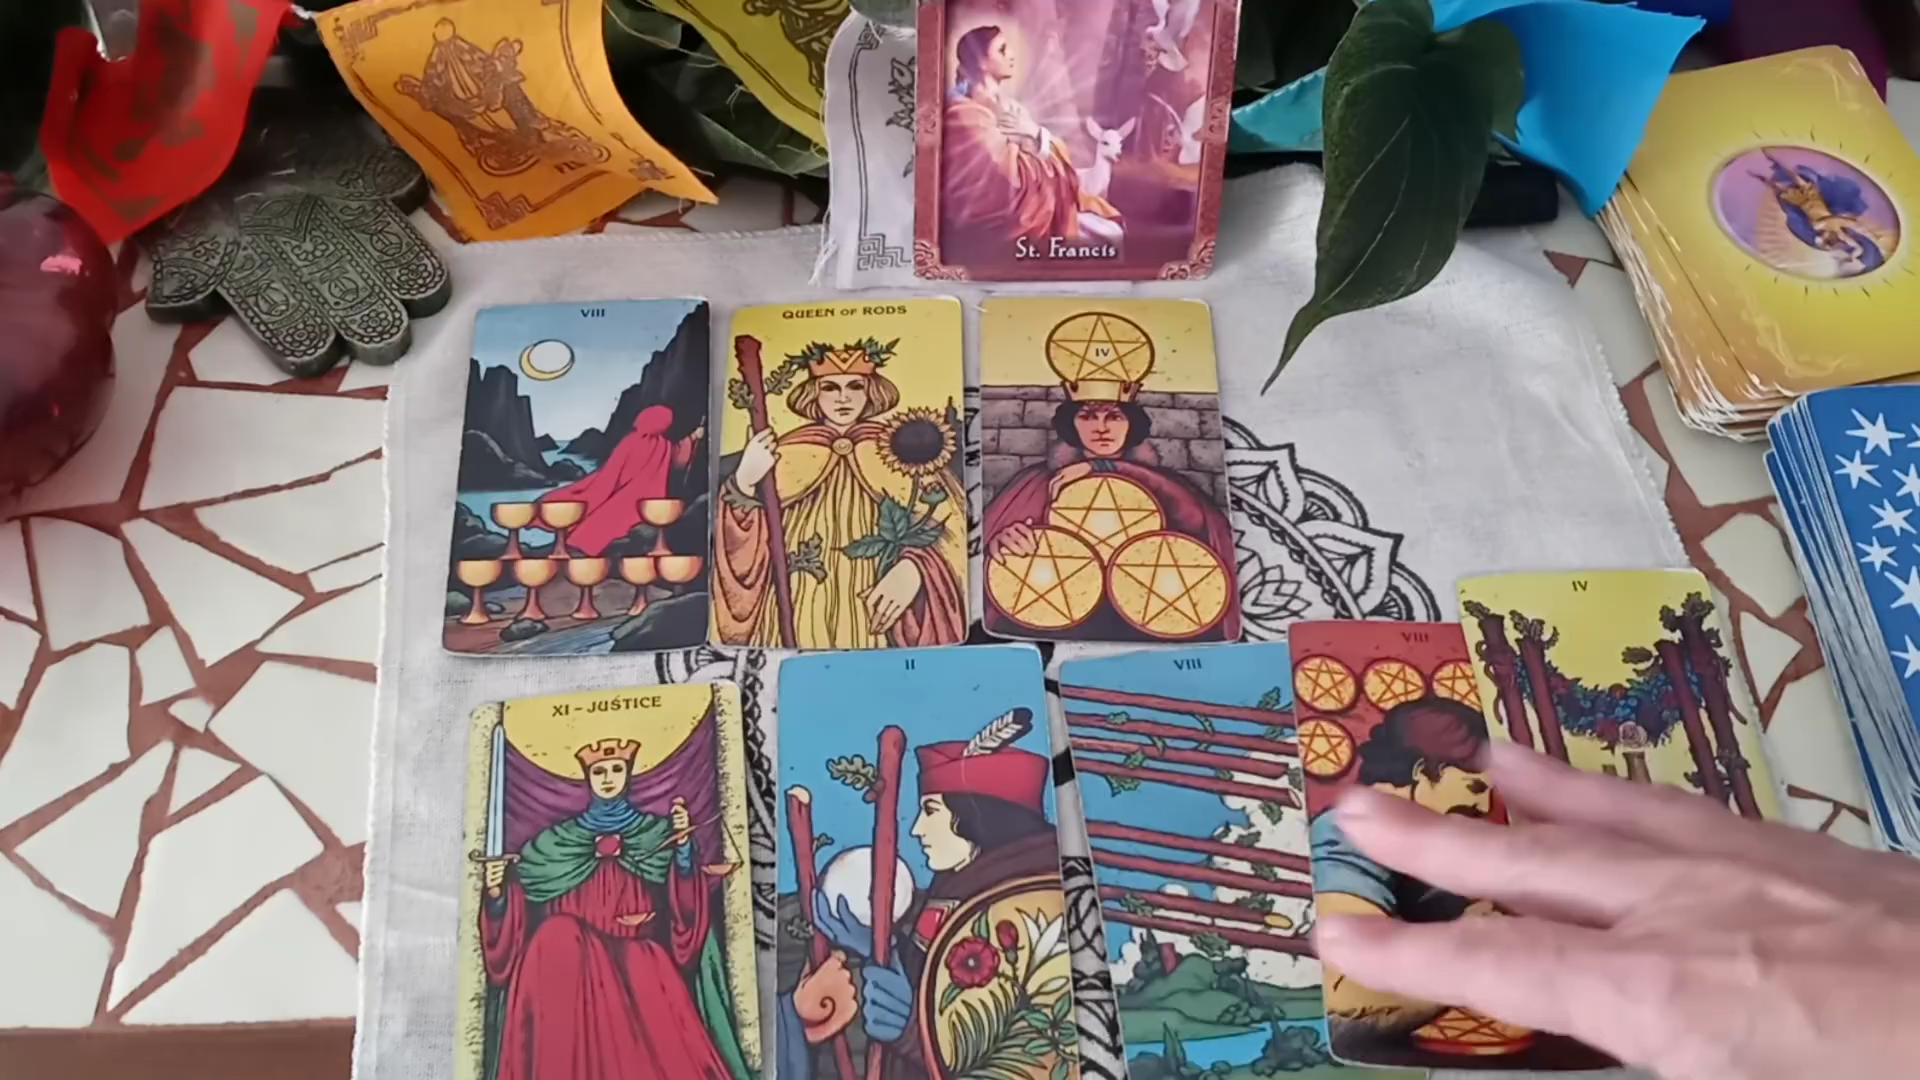 St. Francis
VIII
QUEEN OF RODS
IV
IV
XI-JUSTICE
II
VIII
VIII